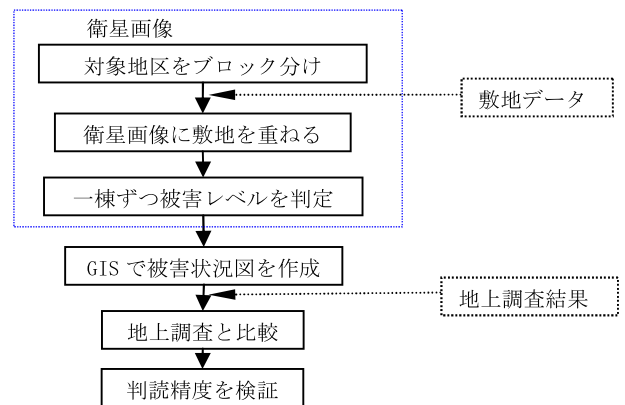 衛星画像
対象地区をブロック分け
敷地データ
衛星画像に敷地を重ねる
一棟ずつ被害レベルを判定
GISで被害状況図を作成
地上調査結果
地上調査と比較
判読精度を検証